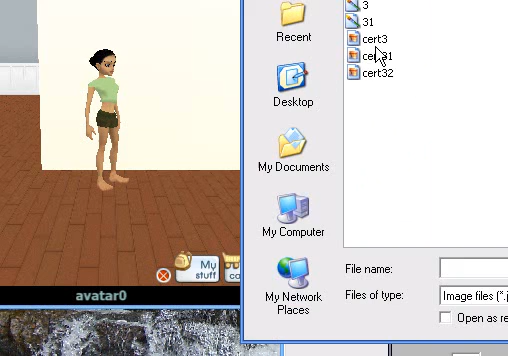 3
Recent
31
cert3
cert31
cert32
Desktop
My Documents
My Computer
My Network
Places
File name:
Files of type:
Image files (*.j
Open as re
My
stuff
co
avatar0